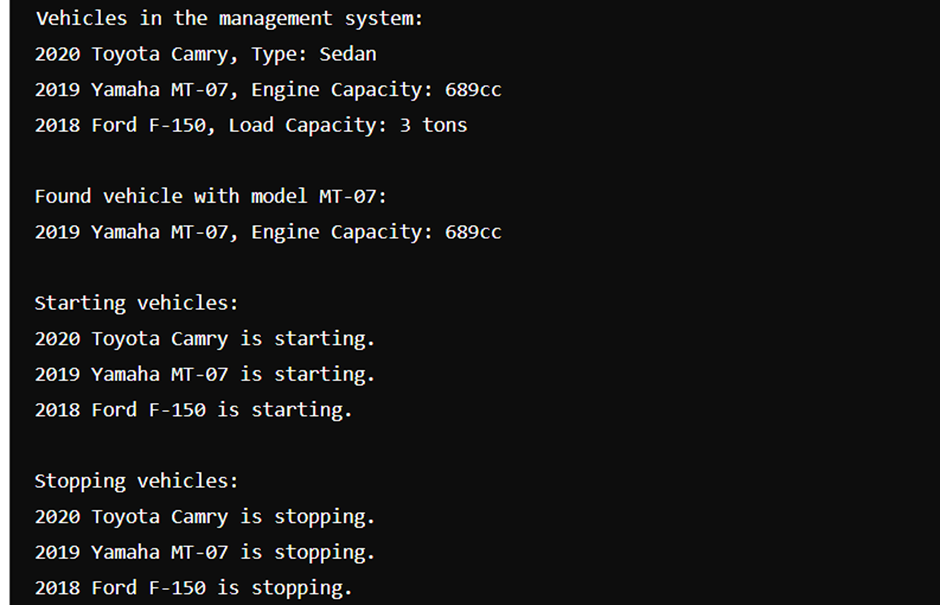 Vehicles in the management system:
2020 Toyota Camry, Type: Sedan
2019 Yamaha MT-07, Engine Capacity: 689cc
2018 Ford F-150, Load Capacity: 3 tons
Found vehicle with model MT-07:
2019 Yamaha MT-07, Engine Capacity: 689cc
Starting vehicles:
2020 Toyota Camry is starting.
2019 Yamaha MT-07 is starting.
2018 Ford F-150 is starting.
Stopping vehicles:
2020 Toyota Camry is stopping.
2019 Yamaha MT-07 is stopping.
2018 Ford F-150 is stopping.